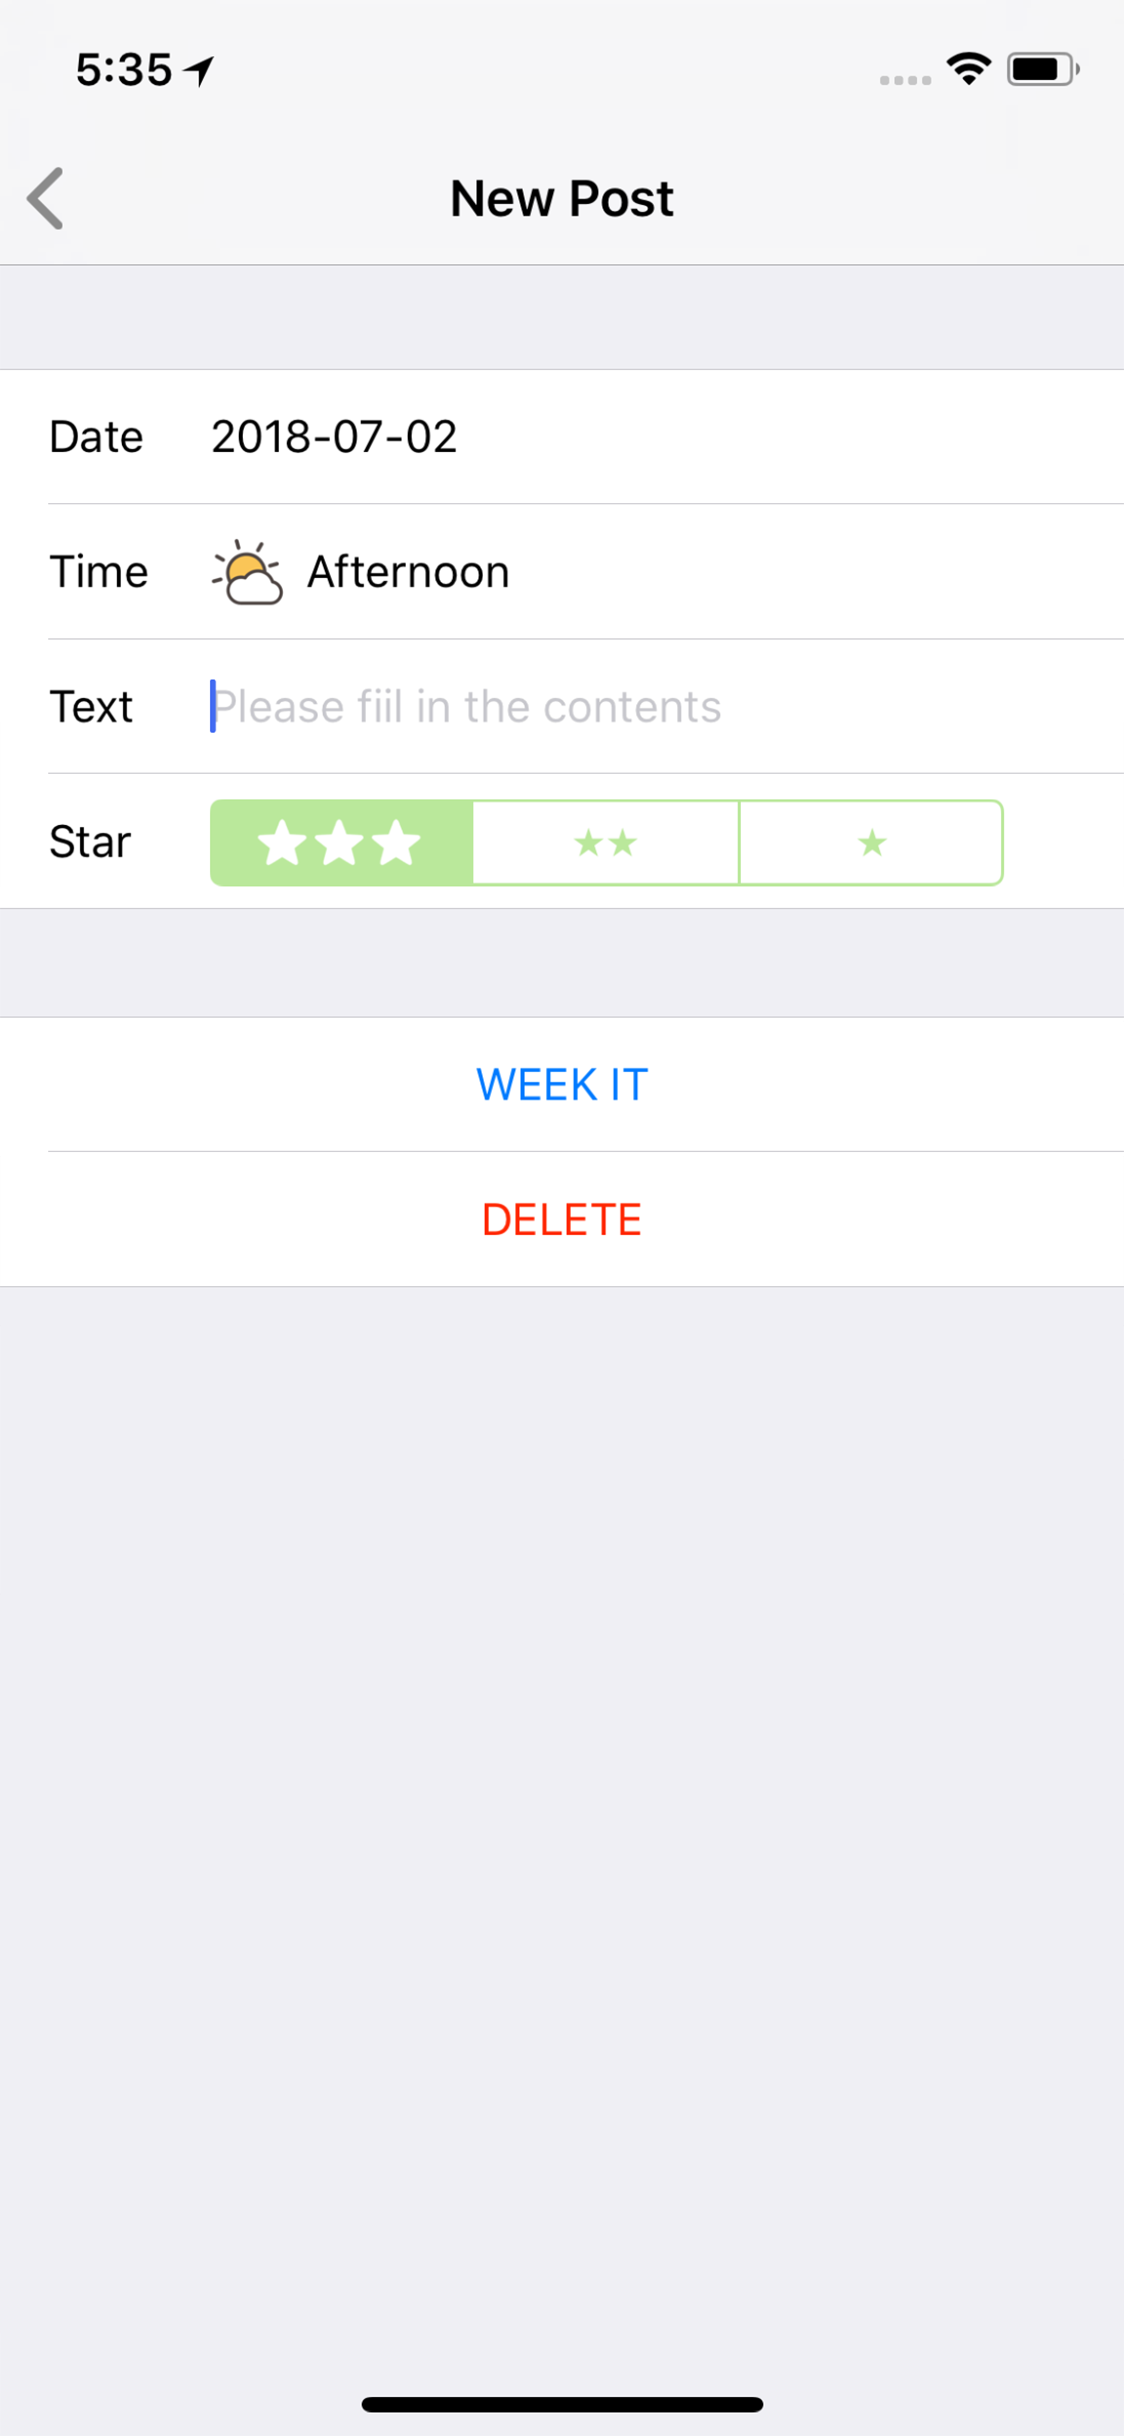 5:35
New Post
Date 2018-07-02
Time Afternoon
Text Please fiil in the contents
Star ★★★ ★★ ★
WEEK IT
DELETE